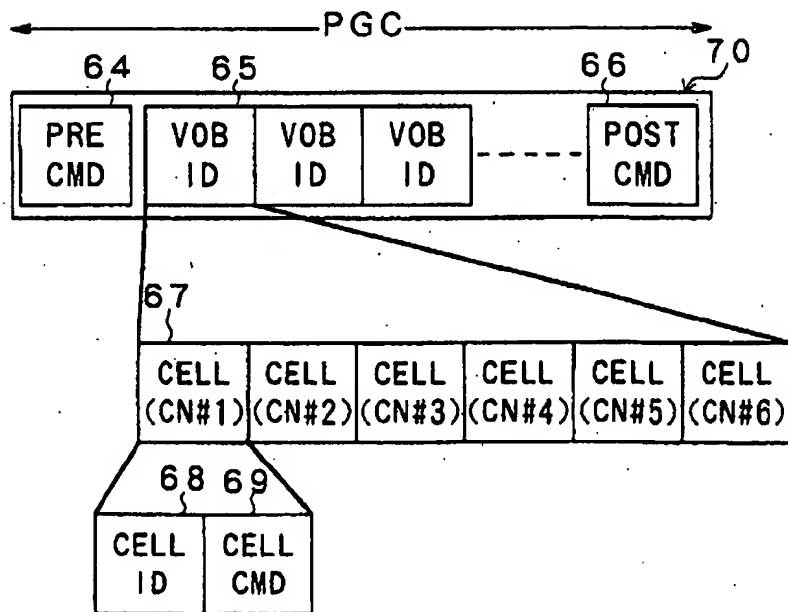 PGC
64 65 66 70
PRE CMD VOB ID VOB ID VOB ID POST CMD
67
CELL (CN#1) CELL (CN#2) CELL (CN#3) CELL (CN#4) CELL (CN#5) CELL (CN#6)
68 69
CELL ID CELL CMD